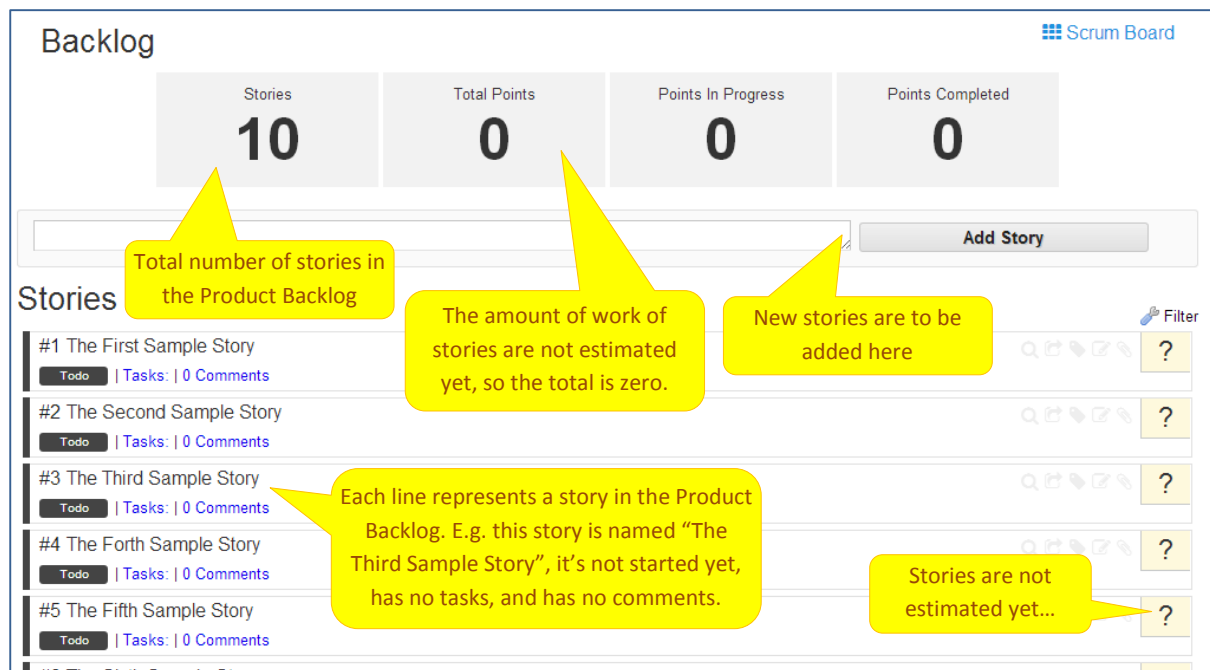 Backlog
Scrum Board
Stories
Total Points
Points In Progress
Points Completed
10
0
0
0
Add Story
Total number of stories in
the Product Backlog
The amount of work of
stories are not estimated
yet, so the total is zero.
New stories are to be
added here
Stories
Filter
#1 The First Sample Story
?
Todo | Tasks: | 0 Comments
#2 The Second Sample Story
?
Todo | Tasks: | 0 Comments
#3 The Third Sample Story
?
Todo | Tasks: | 0 Comments
Each line represents a story in the Product
Backlog. E.g. this story is named “The
Third Sample Story”, it’s not started yet,
has no tasks, and has no comments.
#4 The Forth Sample Story
?
Todo | Tasks: | 0 Comments
Stories are not
estimated yet…
#5 The Fifth Sample Story
?
Todo | Tasks: | 0 Comments